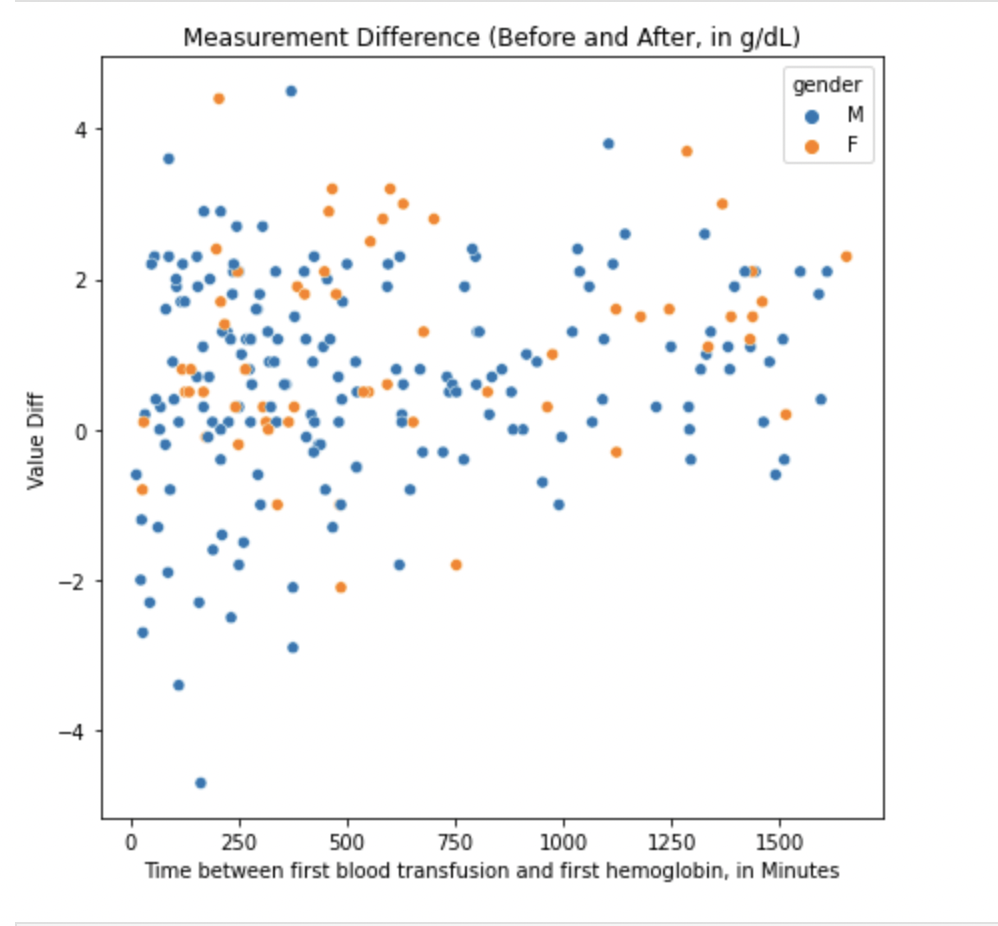 Measurement Difference (Before and After, in g/dL)
gender
M
F
4
2
0
−2
−4
Value Diff
0 250 500 750 1000 1250 1500
Time between first blood transfusion and first hemoglobin, in Minutes